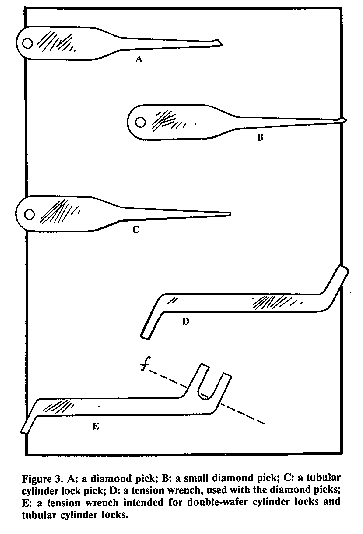 A
B
C
D
f
E
Figure 3. A: a diamond pick; B: a small diamond pick; C: a tubular
cylinder lock pick; D: a tension wrench, used with the diamond picks;
E: a tension wrench intended for double-wafer cylinder locks and
tubular cylinder locks.